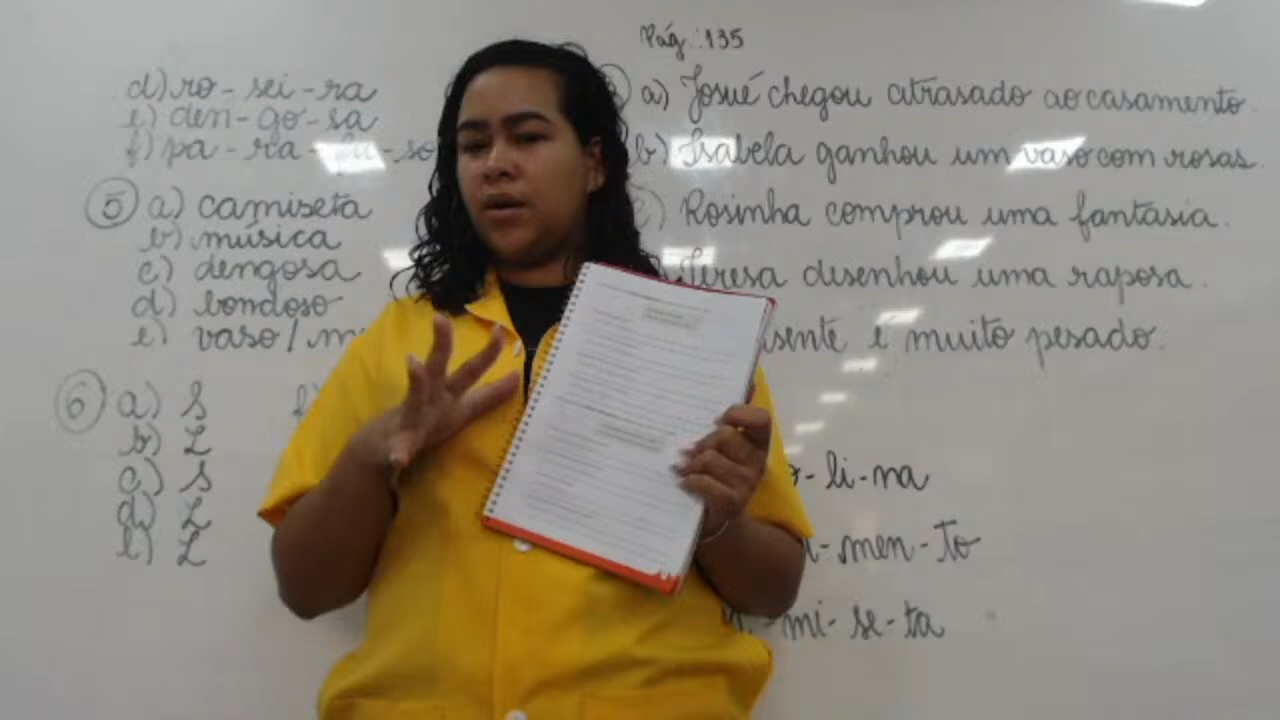 Pág.:135
d) ro-sei-ra
e) den-go-sa
f) pa-ra-fu-so
5 a) camiseta
b) música
c) dengosa
d) bondoso
e) vaso/m
6 a) S
b) L
c) S
d) L
e) L
a) Josué chegou atrasado ao casamento.
b) Isabela ganhou um vaso com rosas.
c) Rosinha comprou uma fantasia.
Teresa desenhou uma raposa.
é muito pesado.
li-na
men-to
mi-se-ta